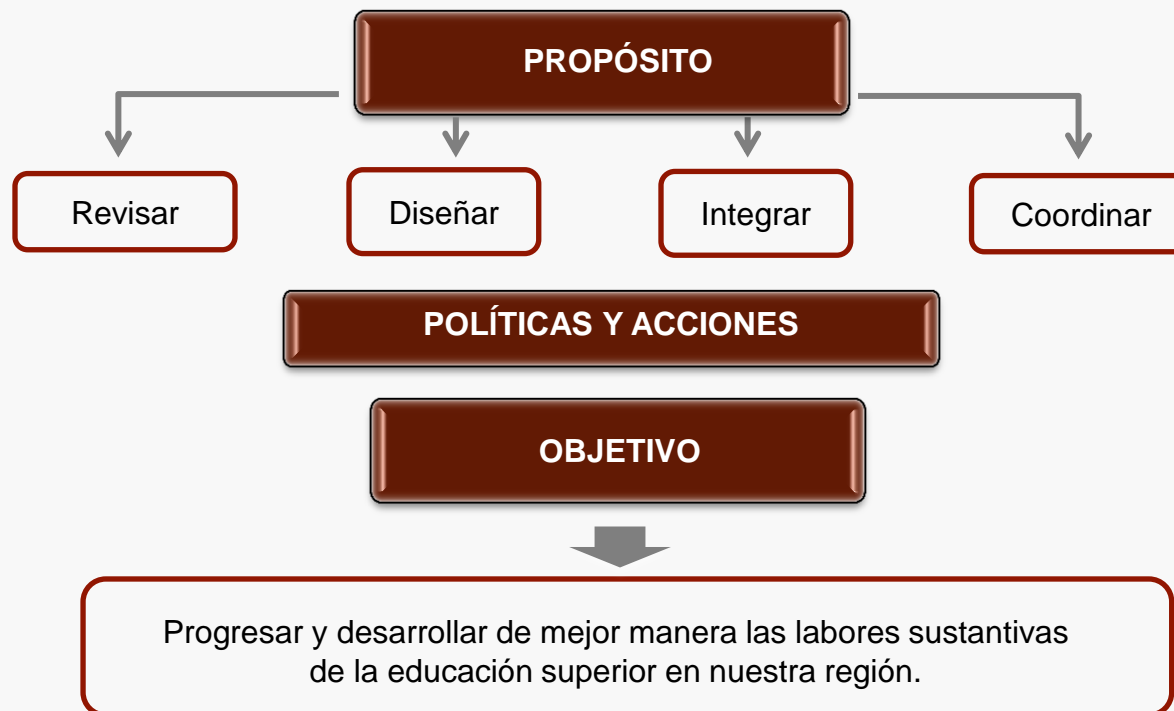 PROPÓSITO
Revisar
Diseñar
Integrar
Coordinar
POLÍTICAS Y ACCIONES
OBJETIVO
Progresar y desarrollar de mejor manera las labores sustantivas
de la educación superior en nuestra región.